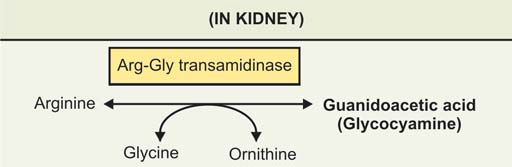 (IN KIDNEY)
Arg-Gly transamidinase
Arginine
Guanidoacetic acid
(Glycocyamine)
Glycine
Ornithine